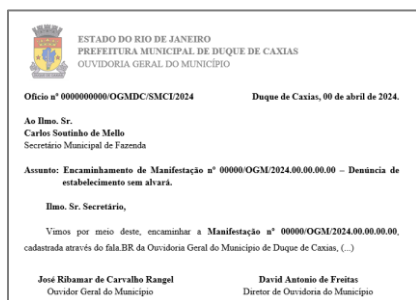 ESTADO DO RIO DE JANEIRO
PREFEITURA MUNICIPAL DE DUQUE DE CAXIAS
OUVIDORIA GERAL DO MUNICÍPIO
Ofício nº 0000000000/OGMDC/SMCI/2024 Duque de Caxias, 00 de abril de 2024.
Ao Ilmo. Sr.
Carlos Soutinho de Mello
Secretário Municipal de Fazenda
Assunto: Encaminhamento de Manifestação nº 00000/OGM/2024.00.00.00.00 – Denúncia de
estabelecimento sem alvará.
Ilmo. Sr. Secretário,
Vimos por meio deste, encaminhar a Manifestação nº 00000/OGM/2024.00.00.00.00,
cadastrada através do fala.BR da Ouvidoria Geral do Município de Duque de Caxias, (...)
José Ribamar de Carvalho Rangel David Antonio de Freitas
Ouvidor Geral do Município Diretor de Ouvidoria do Município